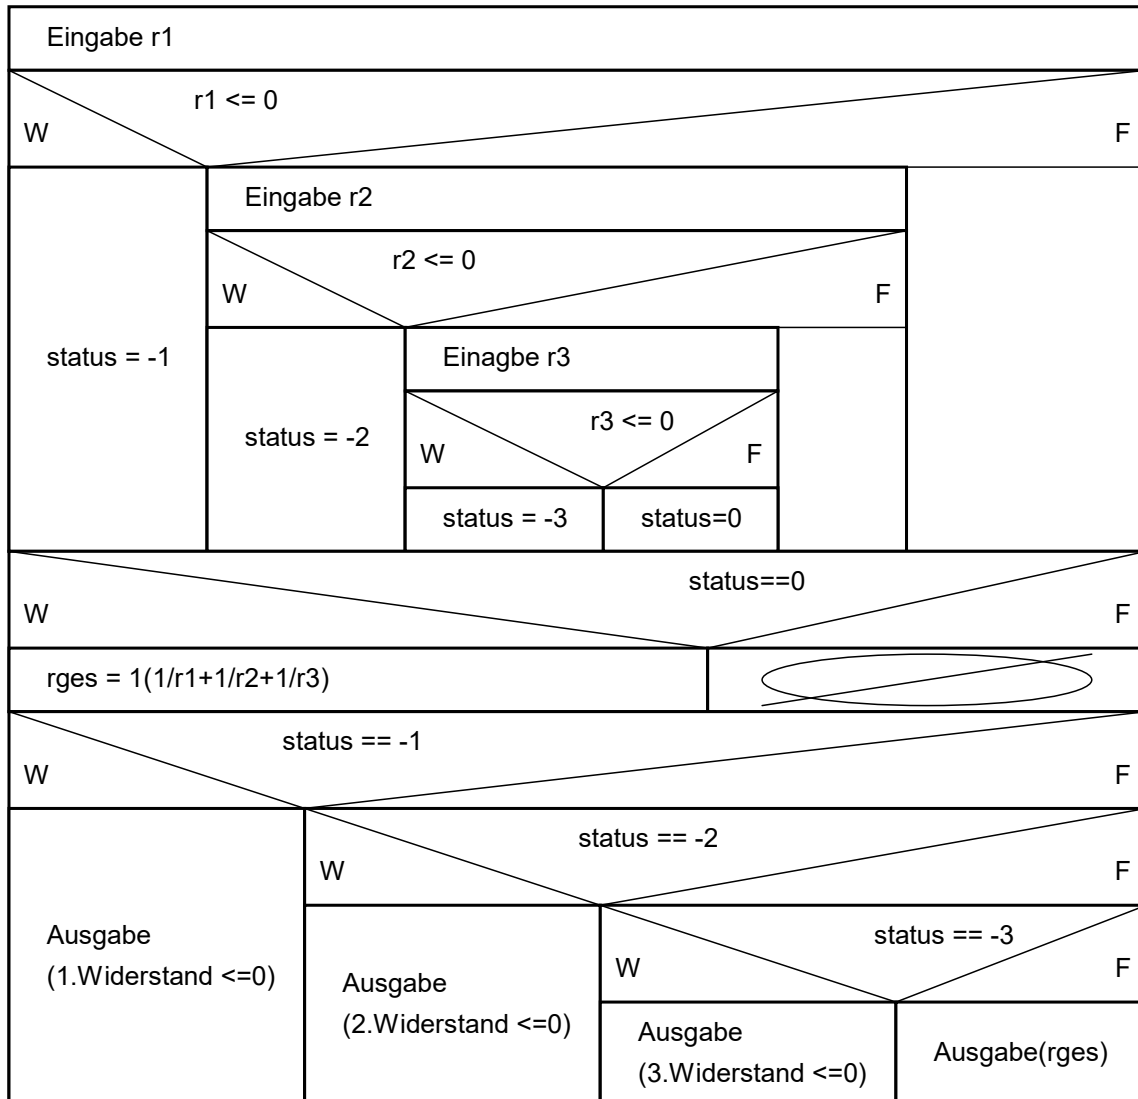 Eingabe r1
r1 <= 0
W
F
Eingabe r2
r2 <= 0
W
F
status = -1
Einagbe r3
status = -2
r3 <= 0
W
F
status = -3
status=0
status==0
W
F
rges = 1(1/r1+1/r2+1/r3)
status == -1
W
F
status == -2
W
F
Ausgabe
(1.Widerstand <=0)
status == -3
W
F
Ausgabe
(2.Widerstand <=0)
Ausgabe
(3.Widerstand <=0)
Ausgabe(rges)